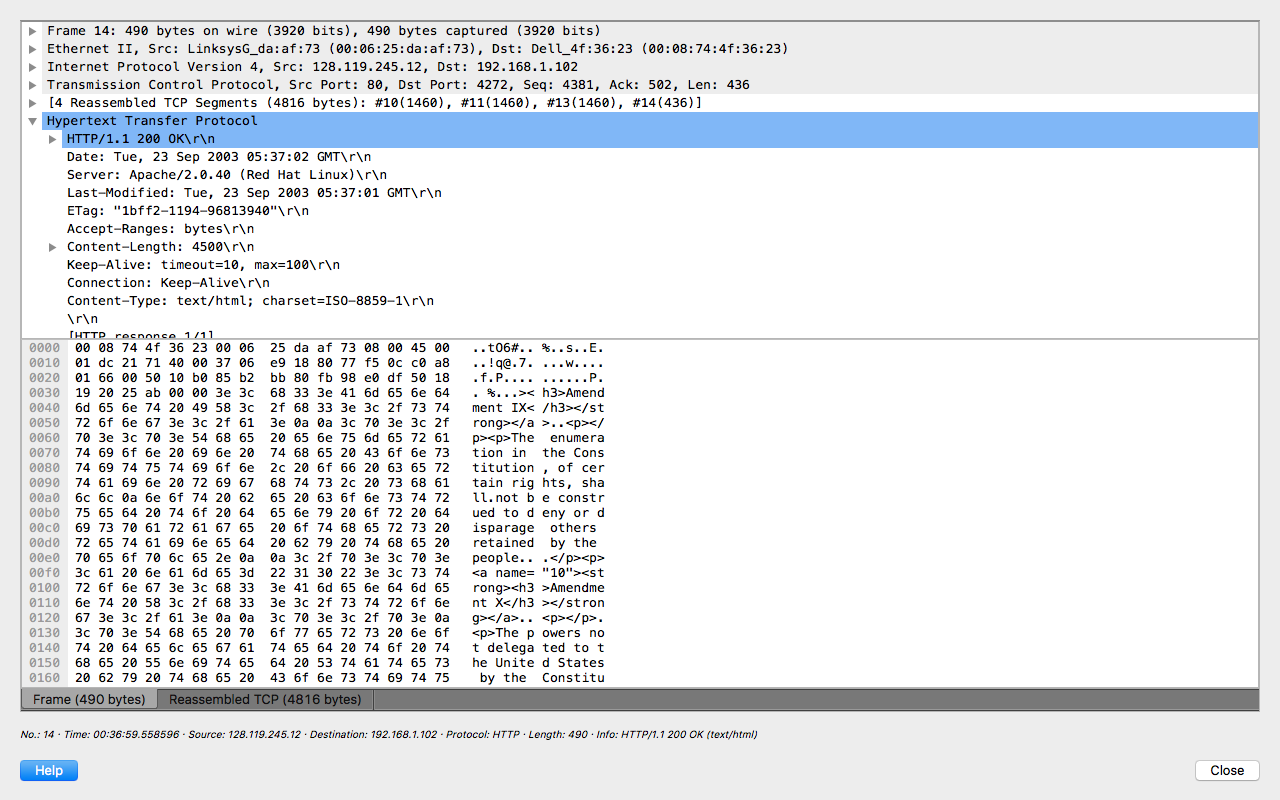 Frame 14: 490 bytes on wire (3920 bits), 490 bytes captured (3920 bits)
Ethernet II, Src: LinksysG_da:af:73 (00:06:25:da:af:73), Dst: Dell_4f:36:23 (00:08:74:4f:36:23)
Internet Protocol Version 4, Src: 128.119.245.12, Dst: 192.168.1.102
Transmission Control Protocol, Src Port: 80, Dst Port: 4272, Seq: 4381, Ack: 502, Len: 436
[4 Reassembled TCP Segments (4816 bytes): #10(1460), #11(1460), #13(1460), #14(436)]
Hypertext Transfer Protocol
HTTP/1.1 200 OK\r\n
Date: Tue, 23 Sep 2003 05:37:02 GMT\r\n
Server: Apache/2.0.40 (Red Hat Linux)\r\n
Last-Modified: Tue, 23 Sep 2003 05:37:01 GMT\r\n
ETag: "1bff2-1194-96813940"\r\n
Accept-Ranges: bytes\r\n
Content-Length: 4500\r\n
Keep-Alive: timeout=10, max=100\r\n
Connection: Keep-Alive\r\n
Content-Type: text/html; charset=ISO-8859-1\r\n
\r\n
[HTTP response 1/1]
0000 00 08 74 4f 36 23 00 06 25 da af 73 08 00 45 00 ..tO6#.. %..s..E.
0010 01 dc 21 71 40 00 37 06 e9 18 80 77 f5 0c c0 a8 ..!q@.7. ...w....
0020 01 66 00 50 10 b0 85 b2 bb 80 fb 98 e0 df 50 18 .f.P.... ......P.
0030 19 20 25 ab 00 00 3e 3c 68 33 3e 41 6d 65 6e 64 . %...>< h3>Amend
0040 6d 65 6e 74 20 49 58 3c 2f 68 33 3e 3c 2f 73 74 ment IX< /h3></st
0050 72 6f 6e 67 3e 3c 2f 61 3e 0a 0a 3c 70 3e 3c 2f rong></a >..<p></
0060 70 3e 3c 70 3e 54 68 65 20 65 6e 75 6d 65 72 61 p><p>The enumera
0070 74 69 6f 6e 20 69 6e 20 74 68 65 20 43 6f 6e 73 tion in the Cons
0080 74 69 74 75 74 69 6f 6e 2c 20 6f 66 20 63 65 72 titution , of cer
0090 74 61 69 6e 20 72 69 67 68 74 73 2c 20 73 68 61 tain rig hts, sha
00a0 6c 6c 0a 6e 6f 74 20 62 65 20 63 6f 6e 73 74 72 ll.not b e constr
00b0 75 65 64 20 74 6f 20 64 65 6e 79 20 6f 72 20 64 ued to d eny or d
00c0 69 73 70 61 72 61 67 65 20 6f 74 68 65 72 73 20 isparage others
00d0 72 65 74 61 69 6e 65 64 20 62 79 20 74 68 65 20 retained by the
00e0 70 65 6f 70 6c 65 2e 0a 0a 3c 2f 70 3e 3c 70 3e people.. .</p><p>
00f0 3c 61 20 6e 61 6d 65 3d 22 31 30 22 3e 3c 73 74 <a name= "10"><st
0100 72 6f 6e 67 3e 3c 68 33 3e 41 6d 65 6e 64 6d 65 rong><h3 >Amendme
0110 6e 74 20 58 3c 2f 68 33 3e 3c 2f 73 74 72 6f 6e nt X</h3 ></stron
0120 67 3e 3c 2f 61 3e 0a 0a 3c 70 3e 3c 2f 70 3e 0a g></a>.. <p></p>.
0130 3c 70 3e 54 68 65 20 70 6f 77 65 72 73 20 6e 6f <p>The p owers no
0140 74 20 64 65 6c 65 67 61 74 65 64 20 74 6f 20 74 t delega ted to t
0150 68 65 20 55 6e 69 74 65 64 20 53 74 61 74 65 73 he Unite d States
0160 20 62 79 20 74 68 65 20 43 6f 6e 73 74 69 74 75 by the Constitu
Frame (490 bytes) Reassembled TCP (4816 bytes)
No.: 14 · Time: 00:36:59.558596 · Source: 128.119.245.12 · Destination: 192.168.1.102 · Protocol: HTTP · Length: 490 · Info: HTTP/1.1 200 OK (text/html)
Help Close